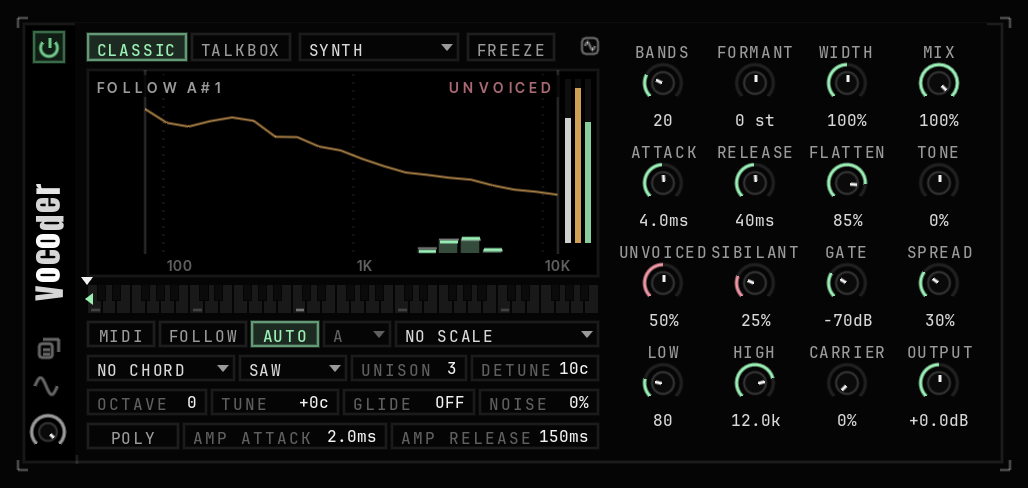 Vocoder
CLASSIC TALKBOX SYNTH FREEZE
FOLLOW A#1 UNVOICED
100 1K 10K
MIDI FOLLOW AUTO A NO SCALE
NO CHORD SAW UNISON 3 DETUNE 10c
OCTAVE 0 TUNE +0c GLIDE OFF NOISE 0%
POLY AMP ATTACK 2.0ms AMP RELEASE 150ms
BANDS FORMANT WIDTH MIX
20 0 st 100% 100%
ATTACK RELEASE FLATTEN TONE
4.0ms 40ms 85% 0%
UNVOICED SIBILANT GATE SPREAD
50% 25% -70dB 30%
LOW HIGH CARRIER OUTPUT
80 12.0k 0% +0.0dB